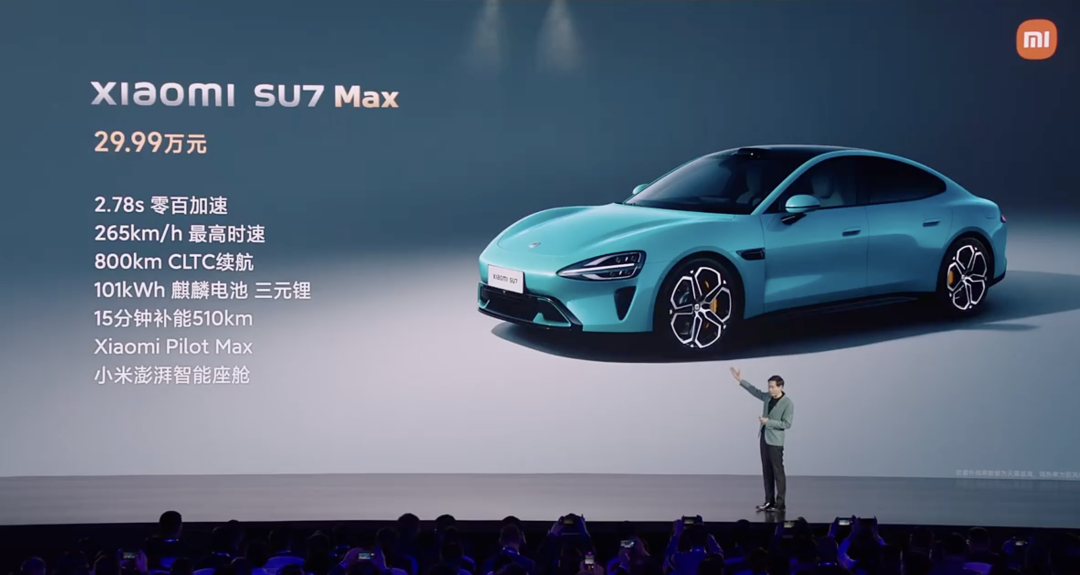 XIAOMI SU7 Max
29.99万元
2.78s 零百加速
265km/h 最高时速
800km CLTC续航
101kWh 麒麟电池 三元锂
15分钟补能510km
Xiaomi Pilot Max
小米澎湃智能座舱
mi
XIAOMI SU7